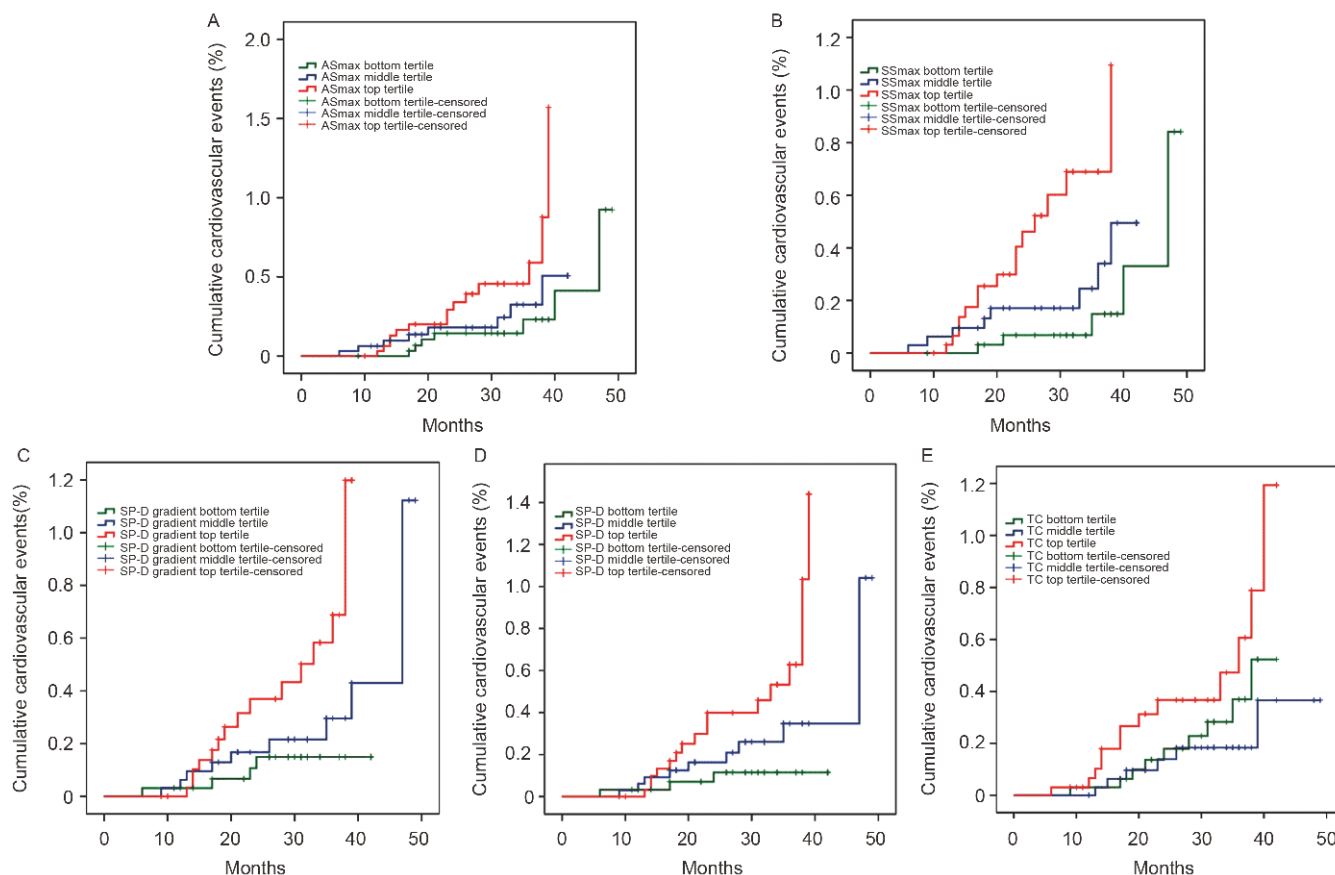 A
Cumulative cardiovascular events (%)
2.0
1.5
1.0
0.5
0
ASmax bottom tertile
ASmax middle tertile
ASmax top tertile
ASmax bottom tertile-censored
ASmax middle tertile-censored
ASmax top tertile-censored
0 10 20 30 40 50
Months
B
Cumulative cardiovascular events (%)
1.2
1.0
0.8
0.6
0.4
0.2
0
SSmax bottom tertile
SSmax middle tertile
SSmax top tertile
SSmax bottom tertile-censored
SSmax middle tertile-censored
SSmax top tertile-censored
0 10 20 30 40 50
Months
C
Cumulative cardiovascular events(%)
1.2
1.0
0.8
0.6
0.4
0.2
0
SP-D gradient bottom tertile
SP-D gradient middle tertile
SP-D gradient top tertile
SP-D gradient bottom tertile-censored
SP-D gradient middle tertile-censored
SP-D gradient top tertile-censored
0 10 20 30 40 50
Months
D
Cumulative cardiovascular events (%)
1.4
1.2
1.0
0.8
0.6
0.4
0.2
0
SP-D bottom tertile
SP-D middle tertile
SP-D top tertile
SP-D bottom tertile-censored
SP-D middle tertile-censored
SP-D top tertile-censored
0 10 20 30 40 50
Months
E
Cumulative cardiovascular events (%)
1.2
1.0
0.8
0.6
0.4
0.2
0
TC bottom tertile
TC middle tertile
TC top tertile
TC bottom tertile-censored
TC middle tertile-censored
TC top tertile-censored
0 10 20 30 40 50
Months